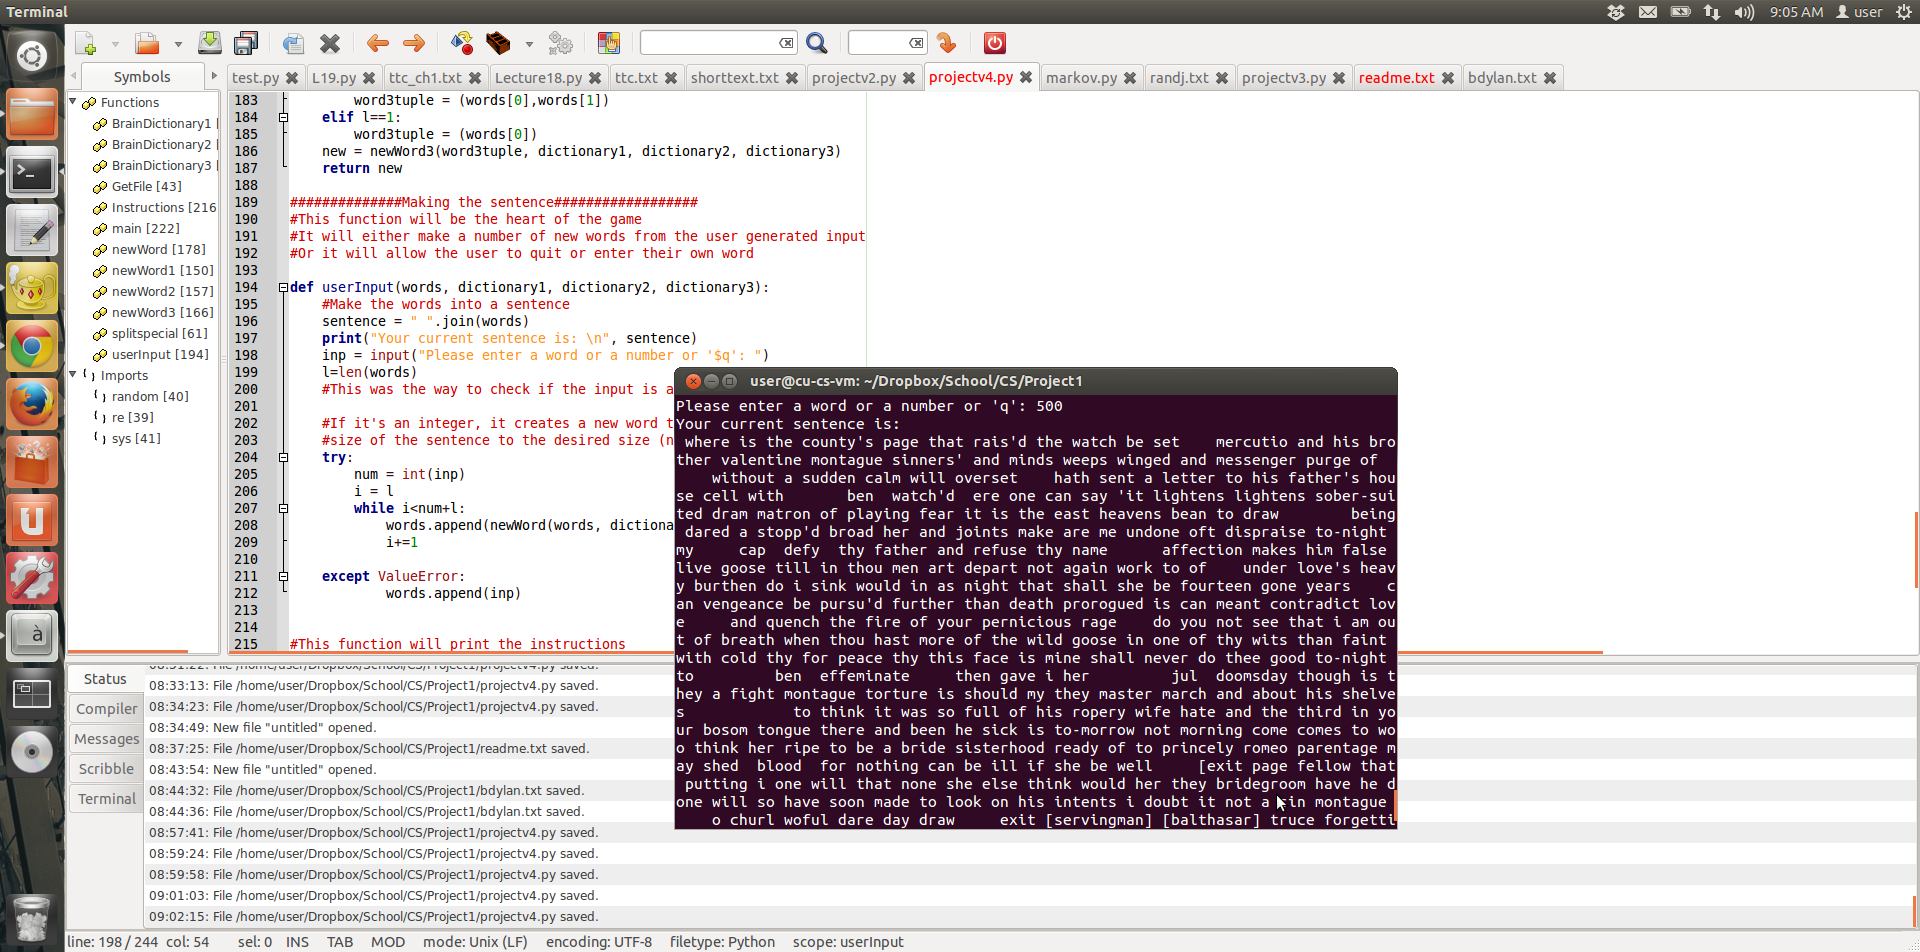 Terminal
9:05 AM user
Symbols
test.py L19.py ttc_ch1.txt Lecture18.py ttc.txt shorttext.txt projectv2.py projectv4.py markov.py randj.txt projectv3.py readme.txt bdylan.txt
Functions
BrainDictionary1 [
BrainDictionary2 [
BrainDictionary3 [
GetFile [43]
Instructions [216
main [222]
newWord [178]
newWord1 [150]
newWord2 [157]
newWord3 [166]
splitspecial [61]
userInput [194]
Imports
random [40]
re [39]
sys [41]
183 word3tuple = (words[0],words[1])
184 elif l==1:
185 word3tuple = (words[0])
186 new = newWord3(word3tuple, dictionary1, dictionary2, dictionary3)
187 return new
188
189 ##############Making the sentence##################
190 #This function will be the heart of the game
191 #It will either make a number of new words from the user generated input
192 #Or it will allow the user to quit or enter their own word
193
194 def userInput(words, dictionary1, dictionary2, dictionary3):
195 #Make the words into a sentence
196 sentence = " ".join(words)
197 print("Your current sentence is: \n", sentence)
198 inp = input("Please enter a word or a number or '$q': ")
199 l=len(words)
200 #This was the way to check if the input is a
201
202 #If it's an integer, it creates a new word t
203 #size of the sentence to the desired size (n
204 try:
205 num = int(inp)
206 i = l
207 while i<num+l:
208 words.append(newWord(words, dictiona
209 i+=1
210
211 except ValueError:
212 words.append(inp)
213
214
215 #This function will print the instructions
user@cu-cs-vm: ~/Dropbox/School/CS/Project1
Please enter a word or a number or 'q': 500
Your current sentence is:
where is the county's page that rais'd the watch be set mercutio and his bro
ther valentine montague sinners' and minds weeps winged and messenger purge of
without a sudden calm will overset hath sent a letter to his father's hou
se cell with ben watch'd ere one can say 'it lightens lightens sober-sui
ted dram matron of playing fear it is the east heavens bean to draw being
dared a stopp'd broad her and joints make are me undone oft dispraise to-night
my cap defy thy father and refuse thy name affection makes him false
live goose till in thou men art depart not again work to of under love's heav
y burthen do i sink would in as night that shall she be fourteen gone years c
an vengeance be pursu'd further than death prorogued is can meant contradict lov
e and quench the fire of your pernicious rage do you not see that i am ou
t of breath when thou hast more of the wild goose in one of thy wits than faint
with cold thy for peace thy this face is mine shall never do thee good to-night
to ben effeminate then gave i her jul doomsday though is t
hey a fight montague torture is should my they master march and about his shelve
s to think it was so full of his ropery wife hate and the third in yo
ur bosom tongue there and been he sick is to-morrow not morning come comes to wo
o think her ripe to be a bride sisterhood ready of to princely romeo parentage m
ay shed blood for nothing can be ill if she be well [exit page fellow that
putting i one will that none she else think would her they bridegroom have he d
one will so have soon made to look on his intents i doubt it not a sin montague
o churl woful dare day draw exit [servingman] [balthasar] truce forgetti
Status
Compiler
Messages
Scribble
Terminal
08:31:22: File /home/user/Dropbox/School/CS/Project1/projectv4.py saved.
08:33:13: File /home/user/Dropbox/School/CS/Project1/projectv4.py saved.
08:34:23: File /home/user/Dropbox/School/CS/Project1/projectv4.py saved.
08:34:49: New file "untitled" opened.
08:37:25: File /home/user/Dropbox/School/CS/Project1/readme.txt saved.
08:43:54: New file "untitled" opened.
08:44:32: File /home/user/Dropbox/School/CS/Project1/bdylan.txt saved.
08:44:36: File /home/user/Dropbox/School/CS/Project1/bdylan.txt saved.
08:57:41: File /home/user/Dropbox/School/CS/Project1/projectv4.py saved.
08:59:24: File /home/user/Dropbox/School/CS/Project1/projectv4.py saved.
08:59:58: File /home/user/Dropbox/School/CS/Project1/projectv4.py saved.
09:01:03: File /home/user/Dropbox/School/CS/Project1/projectv4.py saved.
09:02:15: File /home/user/Dropbox/School/CS/Project1/projectv4.py saved.
line: 198 / 244 col: 54 sel: 0 INS TAB MOD mode: Unix (LF) encoding: UTF-8 filetype: Python scope: userInput